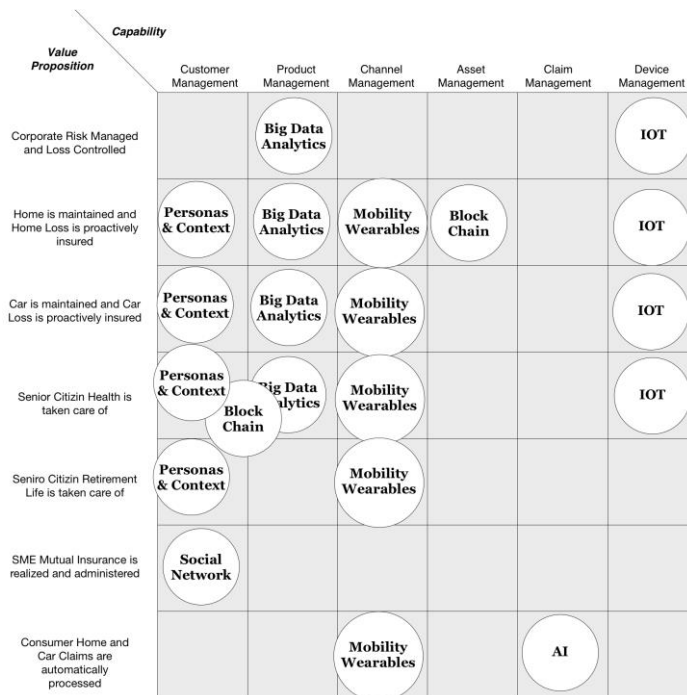 Capability
Value
Proposition
Customer
Management
Product
Management
Channel
Management
Asset
Management
Claim
Management
Device
Management
Corporate Risk Managed
and Loss Controlled
Big Data
Analytics
IOT
Home is maintained and
Home Loss is proactively
insured
Personas
& Context
Big Data
Analytics
Mobility
Wearables
Block
Chain
IOT
Car is maintained and Car
Loss is proactively insured
Personas
& Context
Big Data
Analytics
Mobility
Wearables
IOT
Senior Citizin Health is
taken care of
Personas
& Context
Block
Chain
Big Data
Analytics
Mobility
Wearables
IOT
Seniro Citizin Retirement
Life is taken care of
Personas
& Context
Mobility
Wearables
SME Mutual Insurance is
realized and administered
Social
Network
Consumer Home and
Car Claims are
automatically
processed
Mobility
Wearables
AI